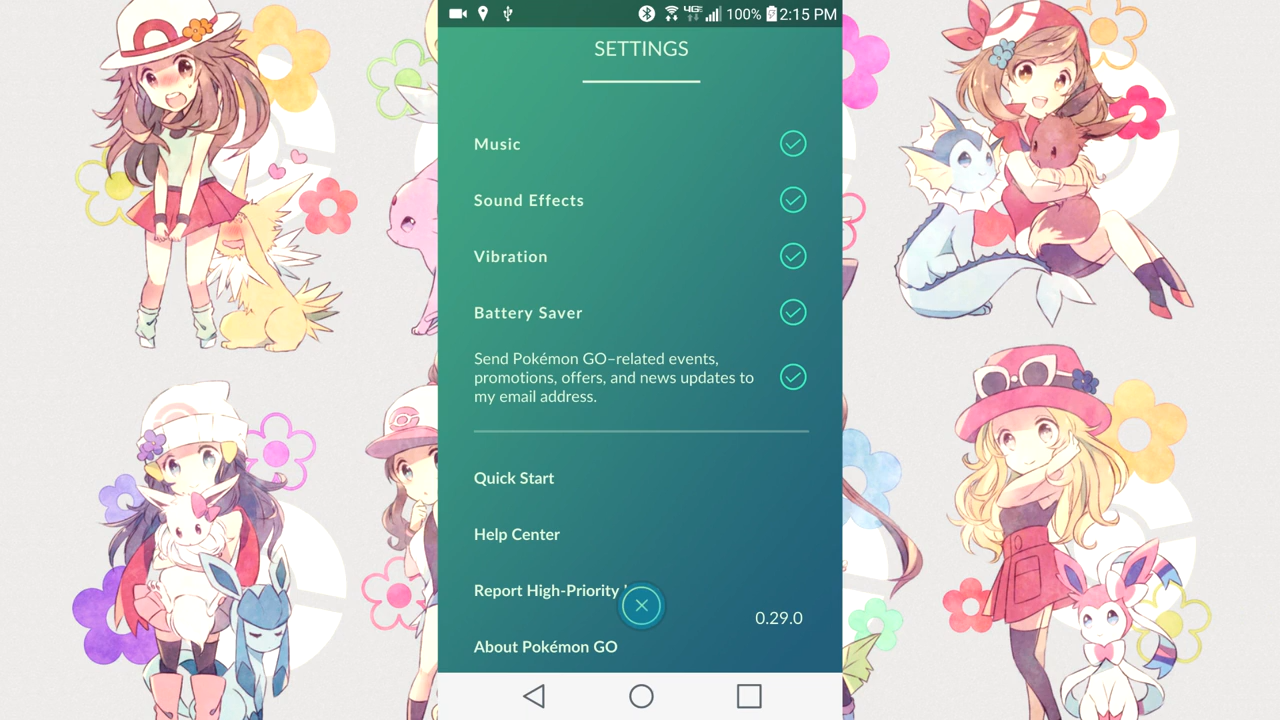 4G
100%
2:15 PM
SETTINGS
Music
Sound Effects
Vibration
Battery Saver
Send Pokémon GO–related events,
promotions, offers, and news updates to
my email address.
Quick Start
Help Center
Report High-Priority
0.29.0
About Pokémon GO